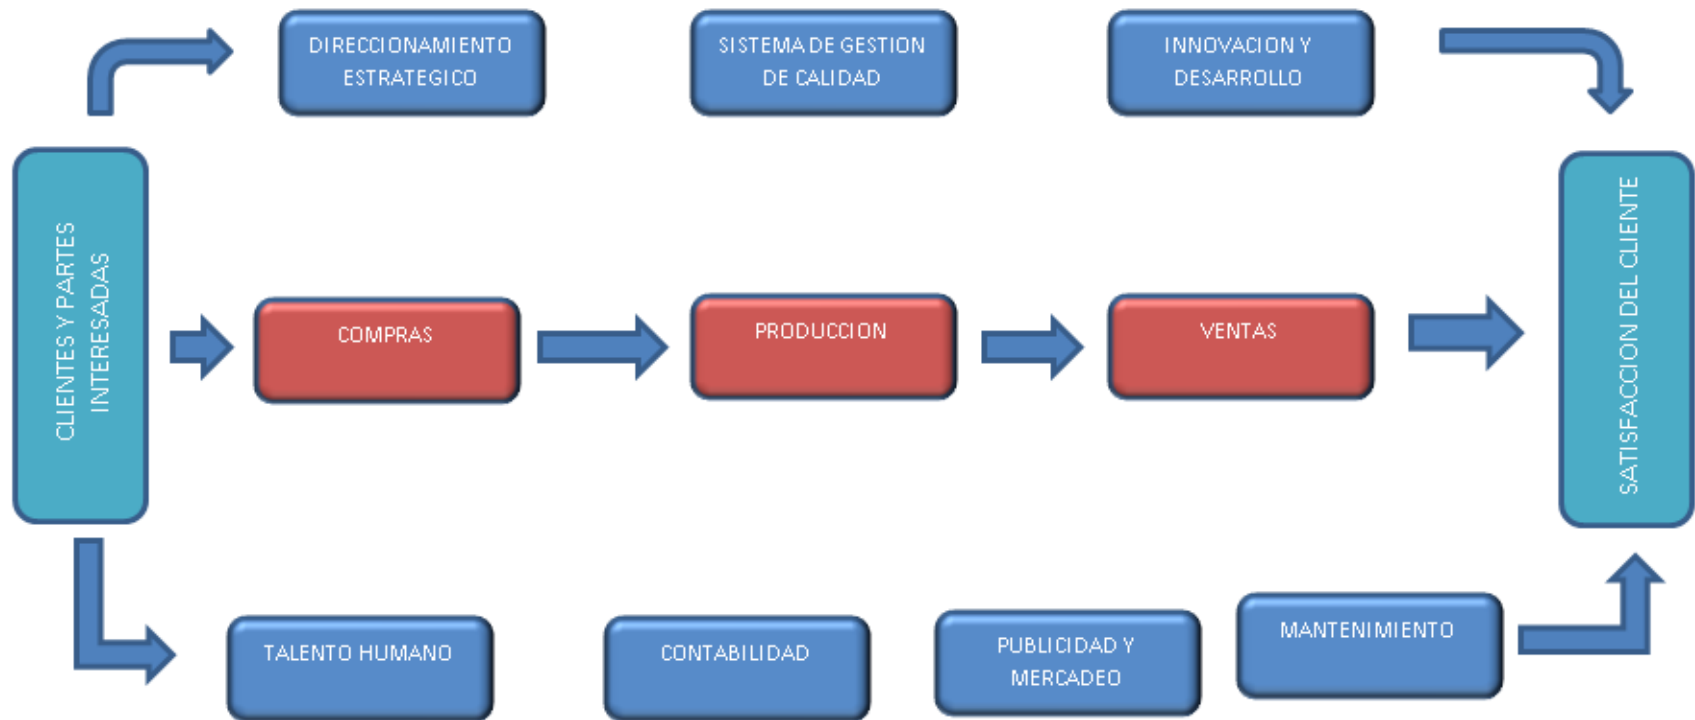 DIRECCIONAMIENTO
ESTRATEGICO
SISTEMA DE GESTION
DE CALIDAD
INNOVACION Y
DESARROLLO
CLIENTES Y PARTES
INTERESADAS
COMPRAS
PRODUCCION
VENTAS
SATISFACCION DEL CLIENTE
TALENTO HUMANO
CONTABILIDAD
PUBLICIDAD Y
MERCADEO
MANTENIMIENTO